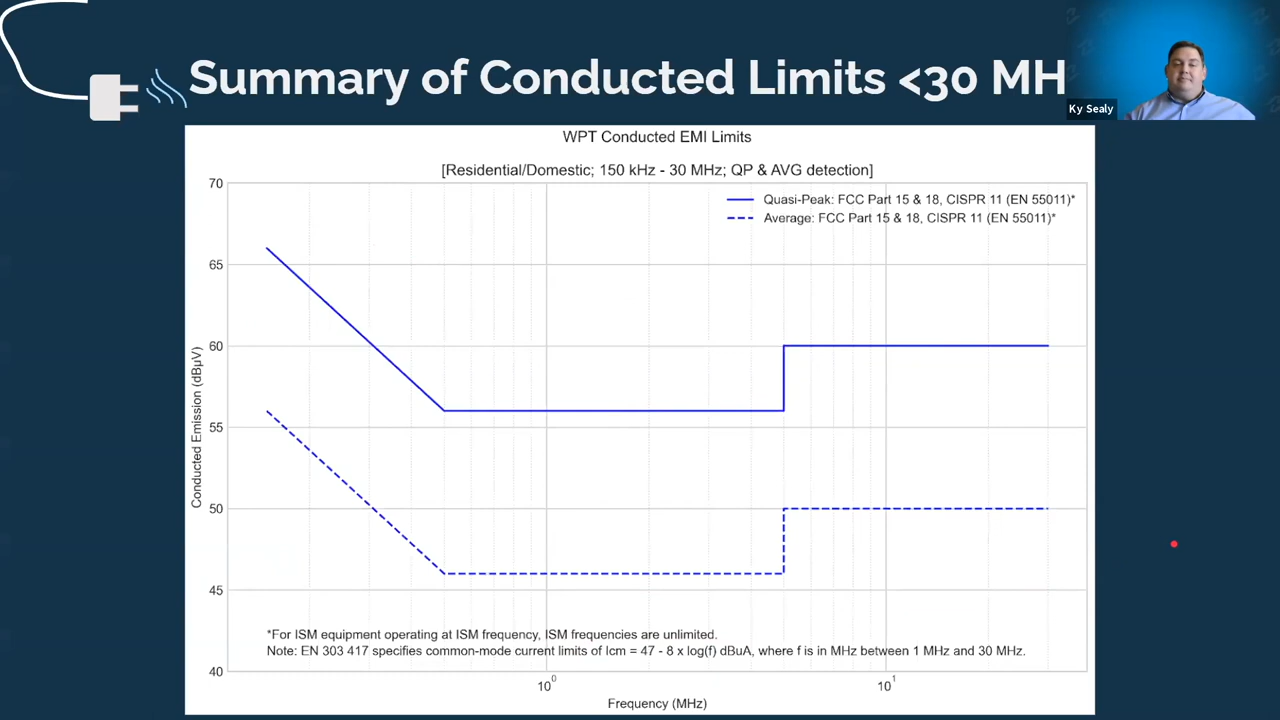 Summary of Conducted Limits <30 MH
Ky Sealy
WPT Conducted EMI Limits
[Residential/Domestic; 150 kHz - 30 MHz; QP & AVG detection]
Quasi-Peak: FCC Part 15 & 18, CISPR 11 (EN 55011)*
Average: FCC Part 15 & 18, CISPR 11 (EN 55011)*
Conducted Emission (dBµV)
70
65
60
55
50
45
40
*For ISM equipment operating at ISM frequency, ISM frequencies are unlimited.
Note: EN 303 417 specifies common-mode current limits of Icm = 47 - 8 x log(f) dBuA, where f is in MHz between 1 MHz and 30 MHz.
10⁰ 10¹
Frequency (MHz)